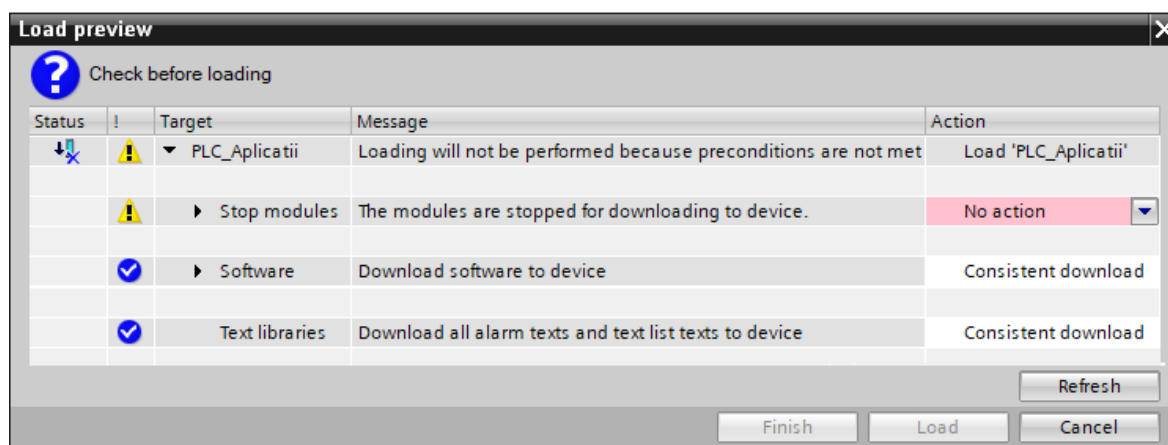 Load preview
Check before loading
Status ! Target Message Action
PLC_Aplicatii Loading will not be performed because preconditions are not met Load 'PLC_Aplicatii'
Stop modules The modules are stopped for downloading to device. No action
Software Download software to device Consistent download
Text libraries Download all alarm texts and text list texts to device Consistent download
Refresh
Finish Load Cancel